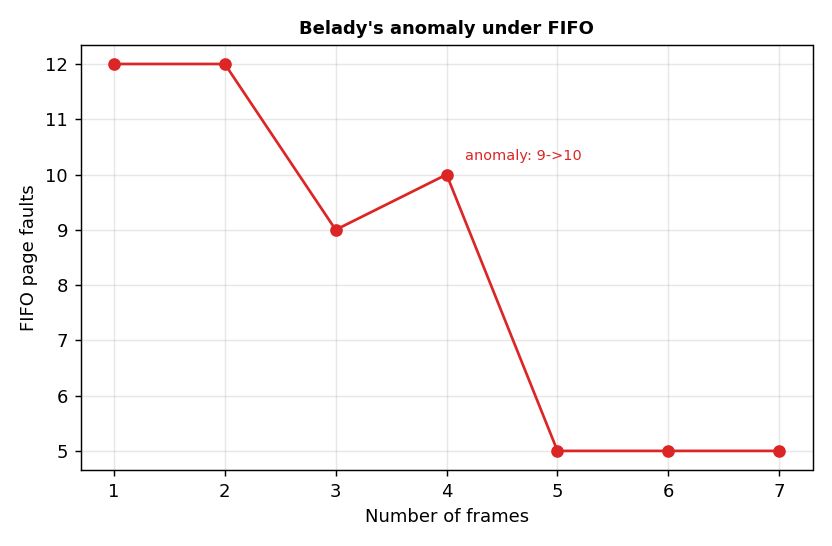 Belady's anomaly under FIFO
12
11
10
9
8
7
6
5
anomaly: 9->10
FIFO page faults
1 2 3 4 5 6 7
Number of frames